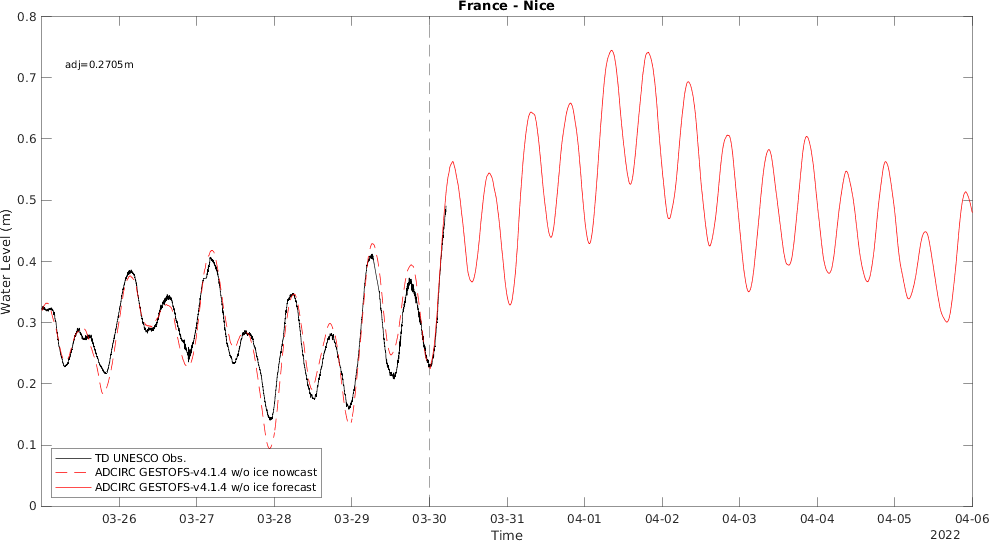 France - Nice
adj=0.2705m
Water Level (m)
0.8
0.7
0.6
0.5
0.4
0.3
0.2
0.1
0
TD UNESCO Obs.
ADCIRC GESTOFS-v4.1.4 w/o ice nowcast
ADCIRC GESTOFS-v4.1.4 w/o ice forecast
03-26 03-27 03-28 03-29 03-30 03-31 04-01 04-02 04-03 04-04 04-05 04-06
Time
2022